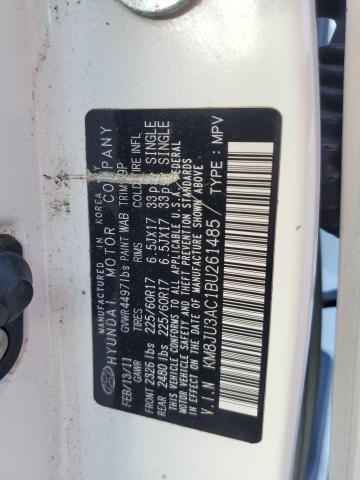 MANUFACTURED IN KOREA BY
HYUNDAI MOTOR COMPANY
FEB/13/11 GVWR 4497 lbs PAINT WAB TRIM 9P
GAWR TIRES RIMS COLD TIRE INFL.
FRONT 2326 lbs 225/60R17 6.5JX17 33psi SINGLE
REAR 2480 lbs 225/60R17 6.5JX17 33psi SINGLE
THIS VEHICLE CONFORMS TO ALL APPLICABLE U.S.A. FEDERAL
MOTOR VEHICLE SAFETY AND THEFT PREVENTION STANDARDS
IN EFFECT ON THE DATE OF MANUFACTURE SHOWN ABOVE
V.I.N KM8JU3AC1BU261485 / TYPE : MPV